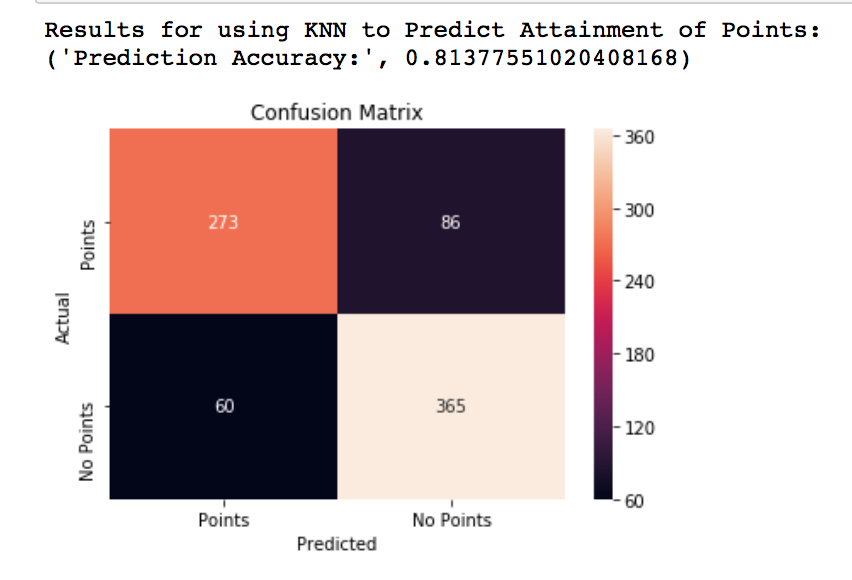 Results for using KNN to Predict Attainment of Points:
('Prediction Accuracy:', 0.81377551020408168)
Confusion Matrix
360
300
240
180
120
60
Points
273
86
Actual
No Points
60
365
Points
No Points
Predicted